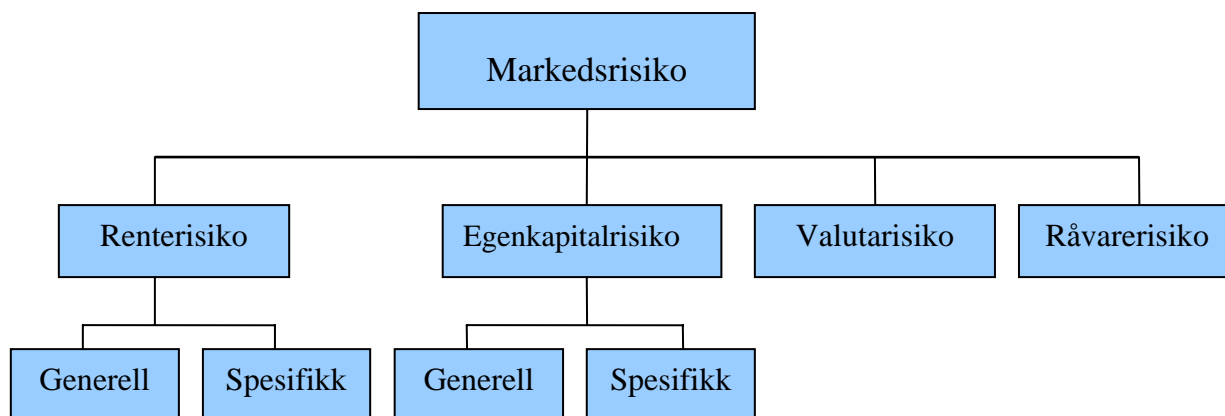 Markedsrisiko
Renterisiko
Egenkapitalrisiko
Valutarisiko
Råvarerisiko
Generell
Spesifikk
Generell
Spesifikk